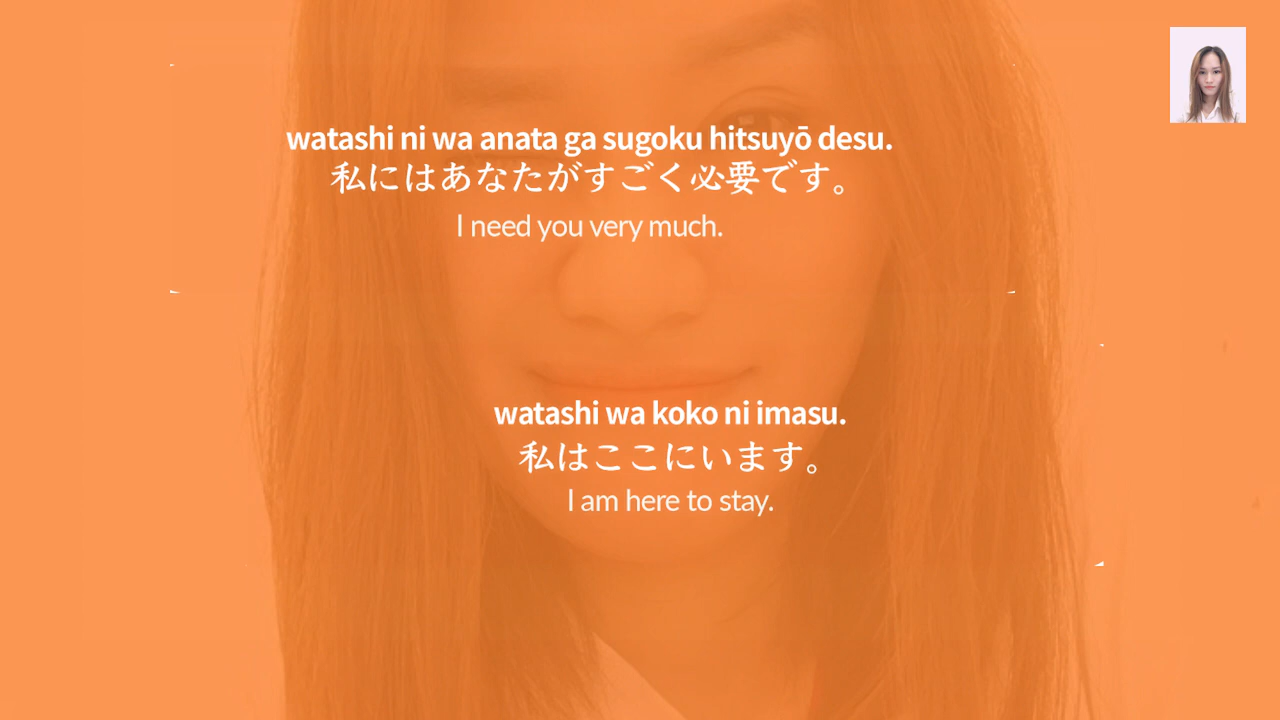 watashi ni wa anata ga sugoku hitsuyō desu.
私にはあなたがすごく必要です。
I need you very much.
watashi wa koko ni imasu.
私はここにいます。
I am here to stay.